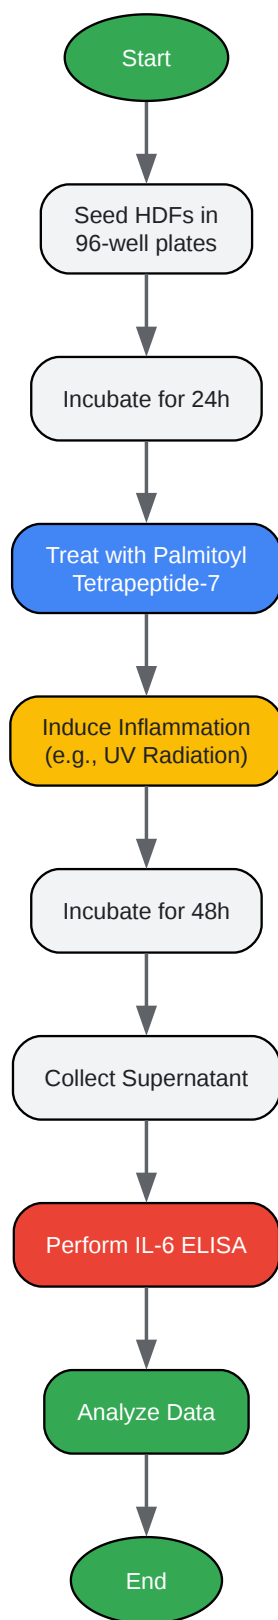 Start
Seed HDFs in
96-well plates
Incubate for 24h
Treat with Palmitoyl
Tetrapeptide-7
Induce Inflammation
(e.g., UV Radiation)
Incubate for 48h
Collect Supernatant
Perform IL-6 ELISA
Analyze Data
End